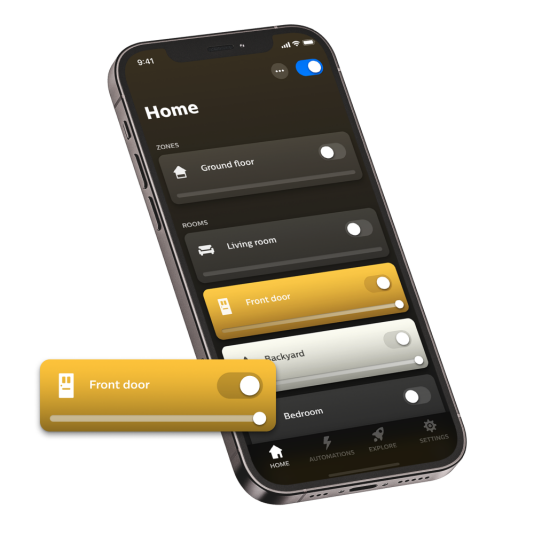 9:41
Home
ZONES
Ground floor
ROOMS
Living room
Front door
Backyard
Front door
Bedroom
HOME
AUTOMATIONS
EXPLORE
SETTINGS